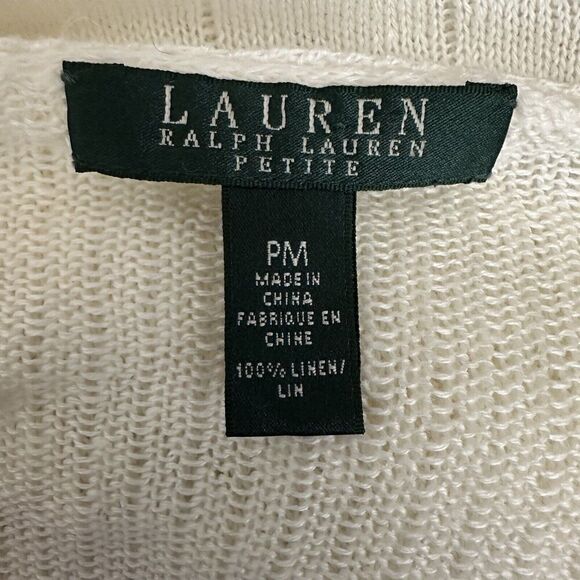 LAUREN
RALPH LAUREN
PETITE
PM
MADE IN
CHINA
FABRIQUE EN
CHINE
100% LINEN/
LIN